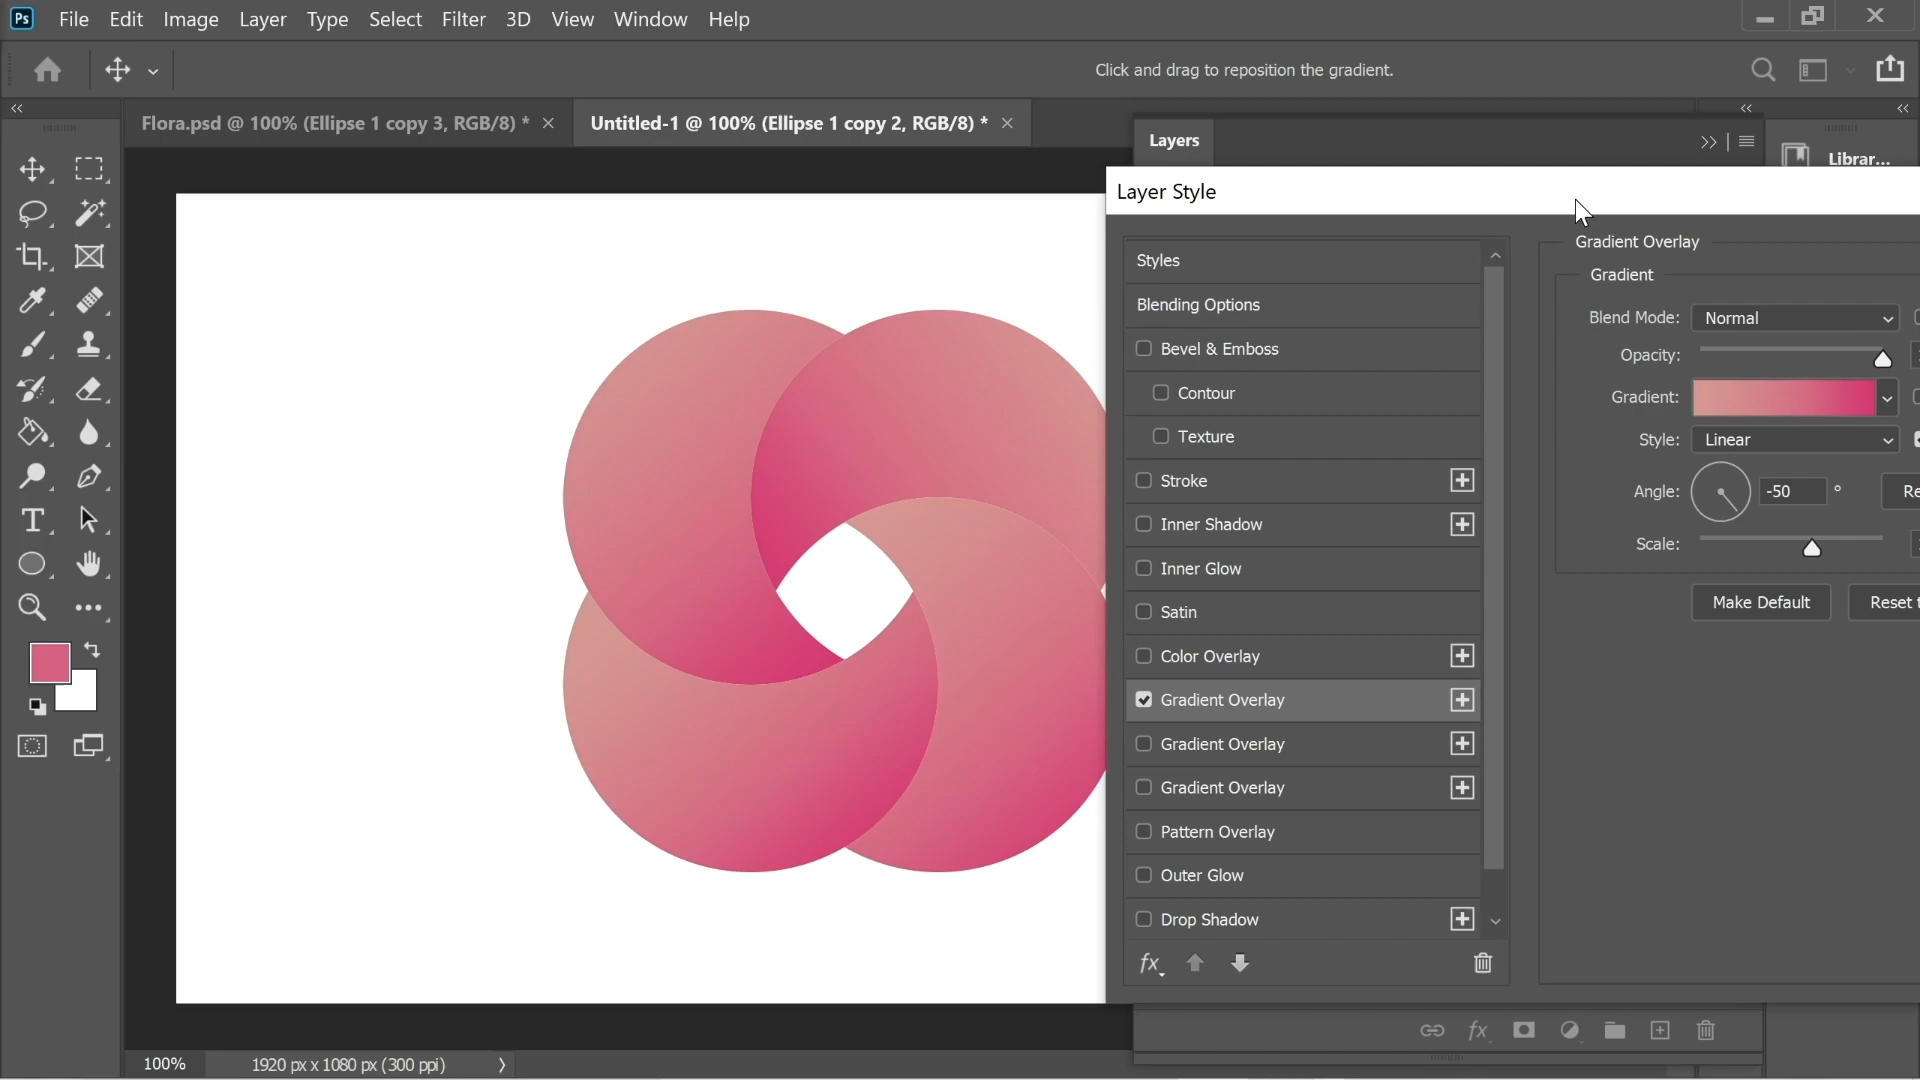 Ps File Edit Image Layer Type Select Filter 3D View Window Help
Click and drag to reposition the gradient.
Flora.psd @ 100% (Ellipse 1 copy 3, RGB/8) *
Untitled-1 @ 100% (Ellipse 1 copy 2, RGB/8) *
Layers
Librar...
Layer Style
Styles
Blending Options
Bevel & Emboss
Contour
Texture
Stroke
Inner Shadow
Inner Glow
Satin
Color Overlay
Gradient Overlay
Gradient Overlay
Gradient Overlay
Pattern Overlay
Outer Glow
Drop Shadow
fx
Gradient Overlay
Gradient
Blend Mode: Normal
Opacity:
Gradient:
Style: Linear
Angle: -50 ° Re
Scale:
Make Default Reset t
fx
100% 1920 px x 1080 px (300 ppi)